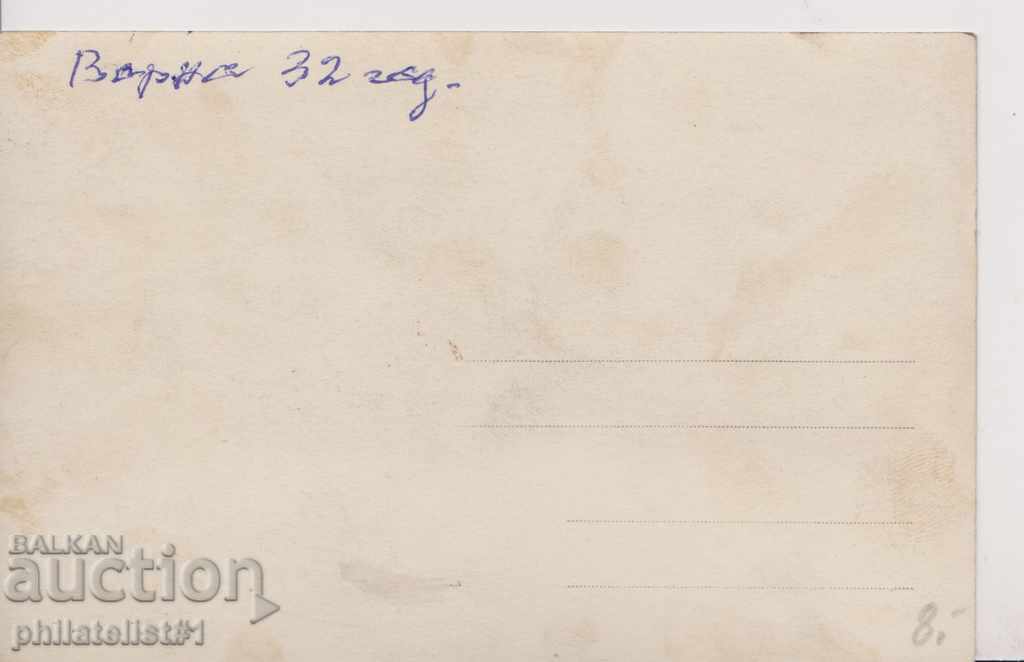 Варна 32 год.
BALKAN
auction
philatelist#1
8.-